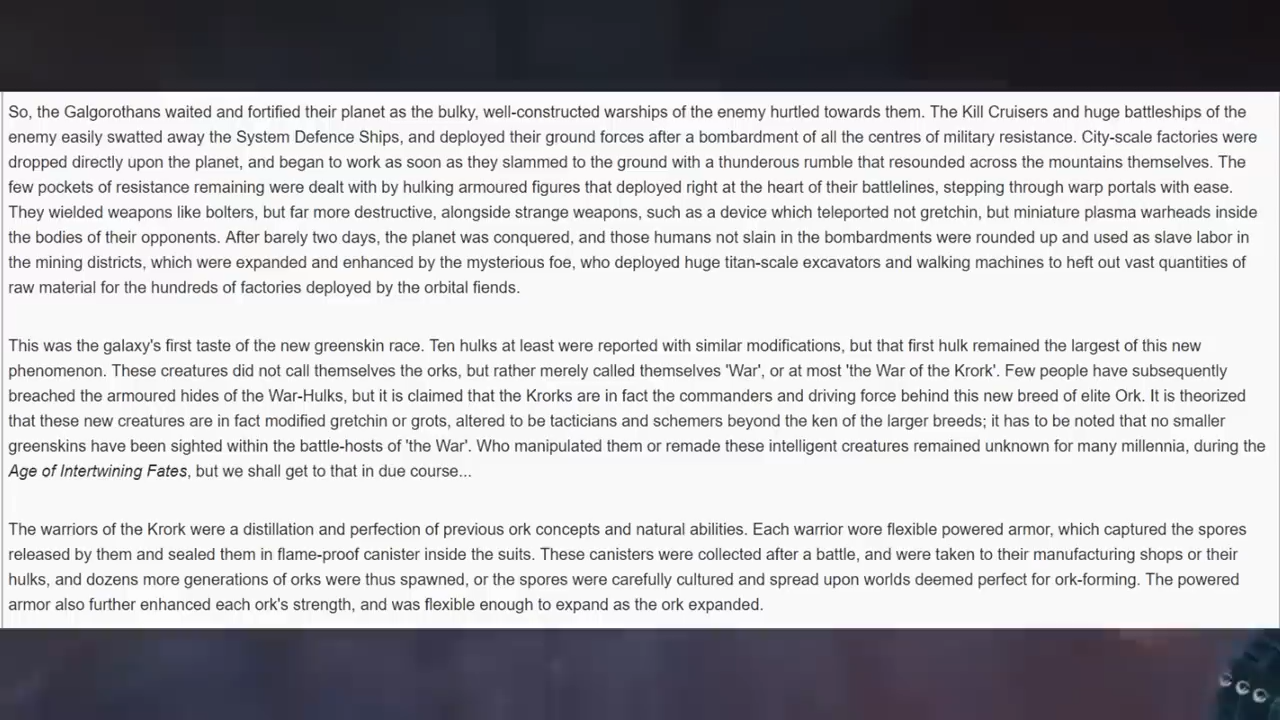 So, the Galgorothans waited and fortified their planet as the bulky, well-constructed warships of the enemy hurtled towards them. The Kill Cruisers and huge battleships of the
enemy easily swatted away the System Defence Ships, and deployed their ground forces after a bombardment of all the centres of military resistance. City-scale factories were
dropped directly upon the planet, and began to work as soon as they slammed to the ground with a thunderous rumble that resounded across the mountains themselves. The
few pockets of resistance remaining were dealt with by hulking armoured figures that deployed right at the heart of their battlelines, stepping through warp portals with ease.
They wielded weapons like bolters, but far more destructive, alongside strange weapons, such as a device which teleported not gretchin, but miniature plasma warheads inside
the bodies of their opponents. After barely two days, the planet was conquered, and those humans not slain in the bombardments were rounded up and used as slave labor in
the mining districts, which were expanded and enhanced by the mysterious foe, who deployed huge titan-scale excavators and walking machines to heft out vast quantities of
raw material for the hundreds of factories deployed by the orbital fiends.
This was the galaxy's first taste of the new greenskin race. Ten hulks at least were reported with similar modifications, but that first hulk remained the largest of this new
phenomenon. These creatures did not call themselves the orks, but rather merely called themselves 'War', or at most 'the War of the Krork'. Few people have subsequently
breached the armoured hides of the War-Hulks, but it is claimed that the Krorks are in fact the commanders and driving force behind this new breed of elite Ork. It is theorized
that these new creatures are in fact modified gretchin or grots, altered to be tacticians and schemers beyond the ken of the larger breeds; it has to be noted that no smaller
greenskins have been sighted within the battle-hosts of 'the War'. Who manipulated them or remade these intelligent creatures remained unknown for many millennia, during the
Age of Intertwining Fates, but we shall get to that in due course...
The warriors of the Krork were a distillation and perfection of previous ork concepts and natural abilities. Each warrior wore flexible powered armor, which captured the spores
released by them and sealed them in flame-proof canister inside the suits. These canisters were collected after a battle, and were taken to their manufacturing shops or their
hulks, and dozens more generations of orks were thus spawned, or the spores were carefully cultured and spread upon worlds deemed perfect for ork-forming. The powered
armor also further enhanced each ork's strength, and was flexible enough to expand as the ork expanded.